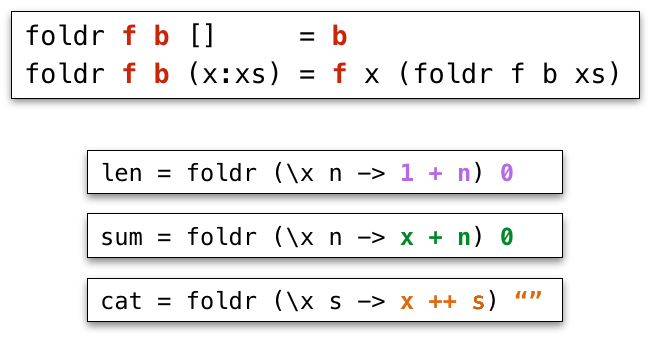 foldr f b []     = b
foldr f b (x:xs) = f x (foldr f b xs)
len = foldr (\x n -> 1 + n) 0
sum = foldr (\x n -> x + n) 0
cat = foldr (\x s -> x ++ s) “”